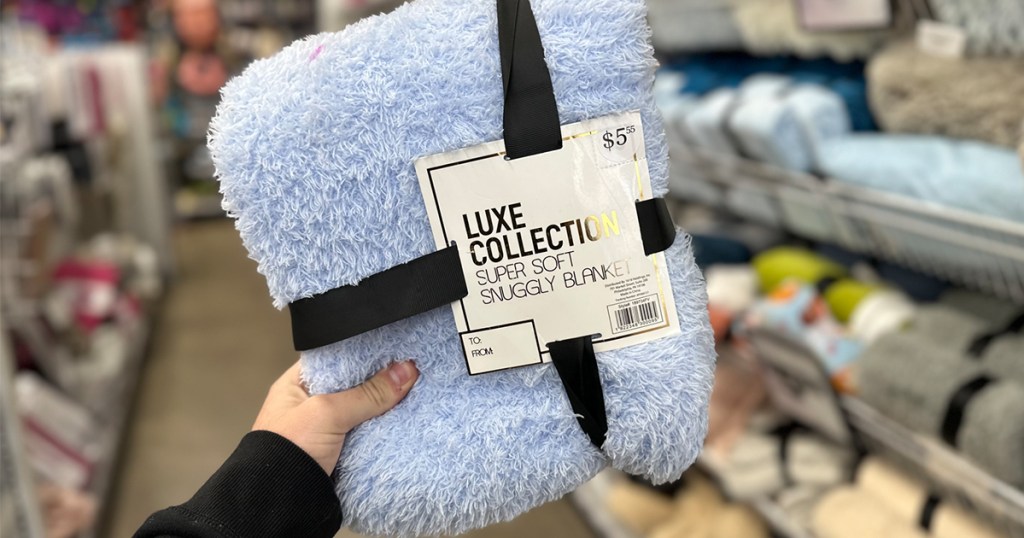 $5.55
LUXE
COLLECTION
SUPER SOFT
SNUGGLY BLANKET
TO:
FROM: